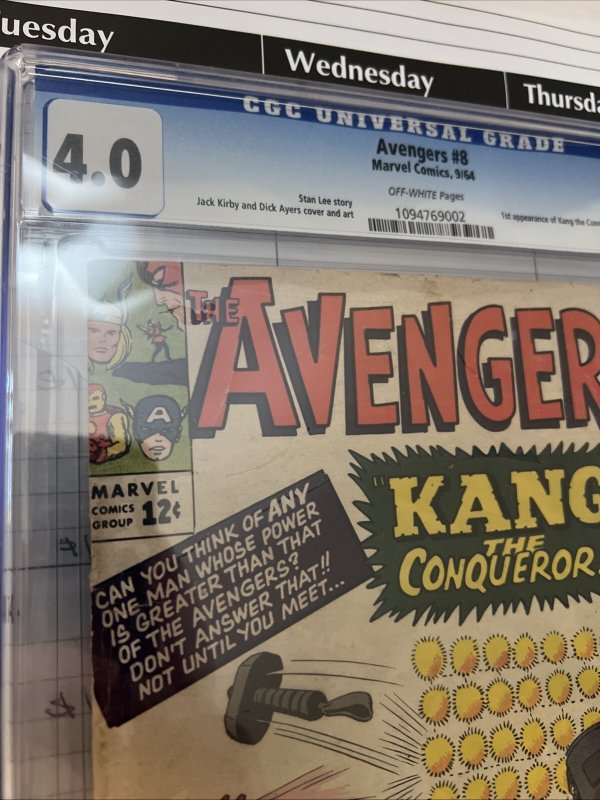 uesday
Wednesday
Thursda
CGC UNIVERSAL GRADE
4.0
Avengers #8
Marvel Comics, 9/64
OFF-WHITE Pages
Stan Lee story
Jack Kirby and Dick Ayers cover and art
1094769002
1st appearance of Kang the Con
THE AVENGER
A
MARVEL
COMICS
GROUP
12¢
CAN YOU THINK OF ANY
ONE MAN WHOSE POWER
IS GREATER THAN THAT
OF THE AVENGERS?
DON'T ANSWER THAT!!
NOT UNTIL YOU MEET...
"KANG
THE
CONQUEROR